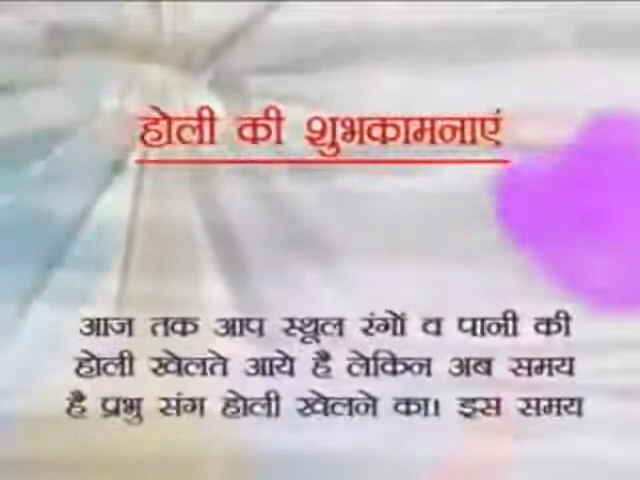 होली की शुभकामनाएं
आज तक आप स्थूल रंगों व पानी की
होली खेलते आये है लेकिन अब समय
है प्रभु संग होली खेलने का। इस समय